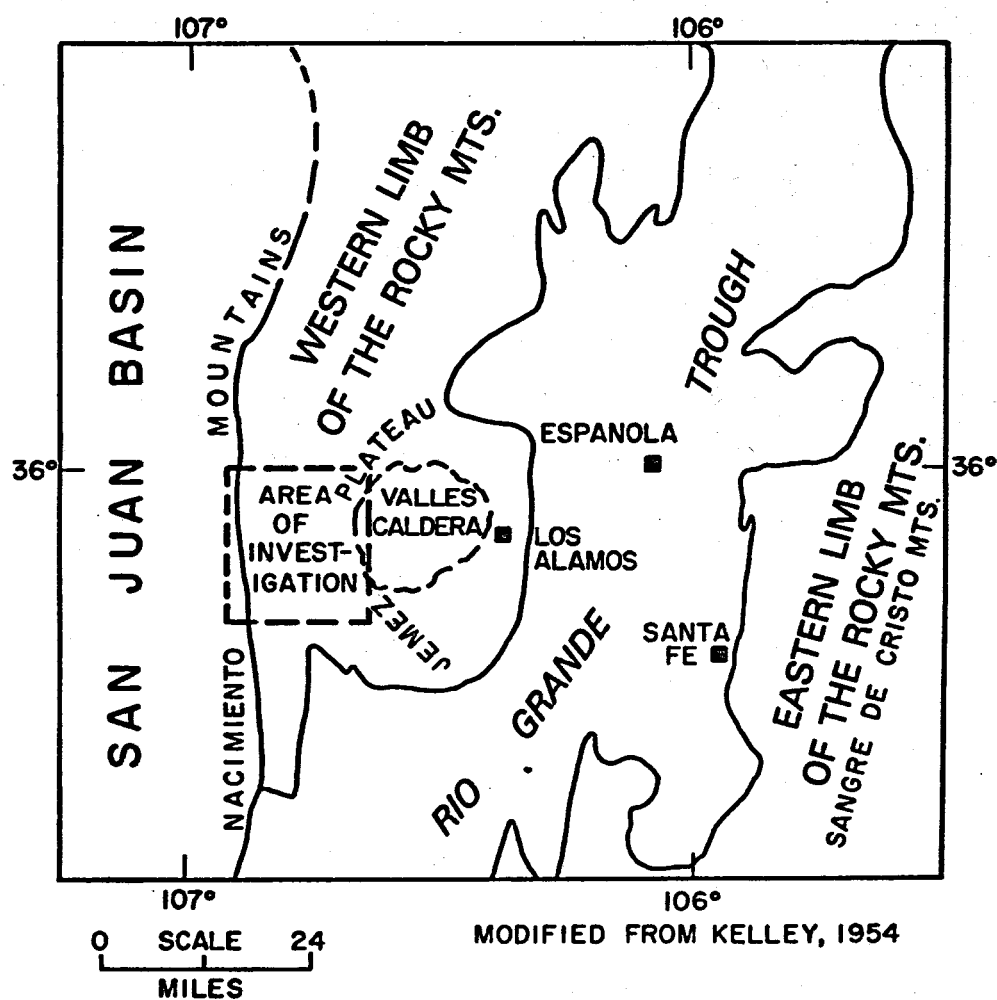 107°
106°
SAN JUAN BASIN
NACIMIENTO MOUNTAINS
WESTERN LIMB
OF THE ROCKY MTS.
RIO GRANDE TROUGH
36°
36°
ESPANOLA
JEMEZ PLATEAU
AREA
OF
INVEST-
IGATION
VALLES
CALDERA
LOS
ALAMOS
SANTA
FE
EASTERN LIMB
OF THE ROCKY MTS.
SANGRE DE CRISTO MTS.
107°
106°
0 SCALE 24
MILES
MODIFIED FROM KELLEY, 1954